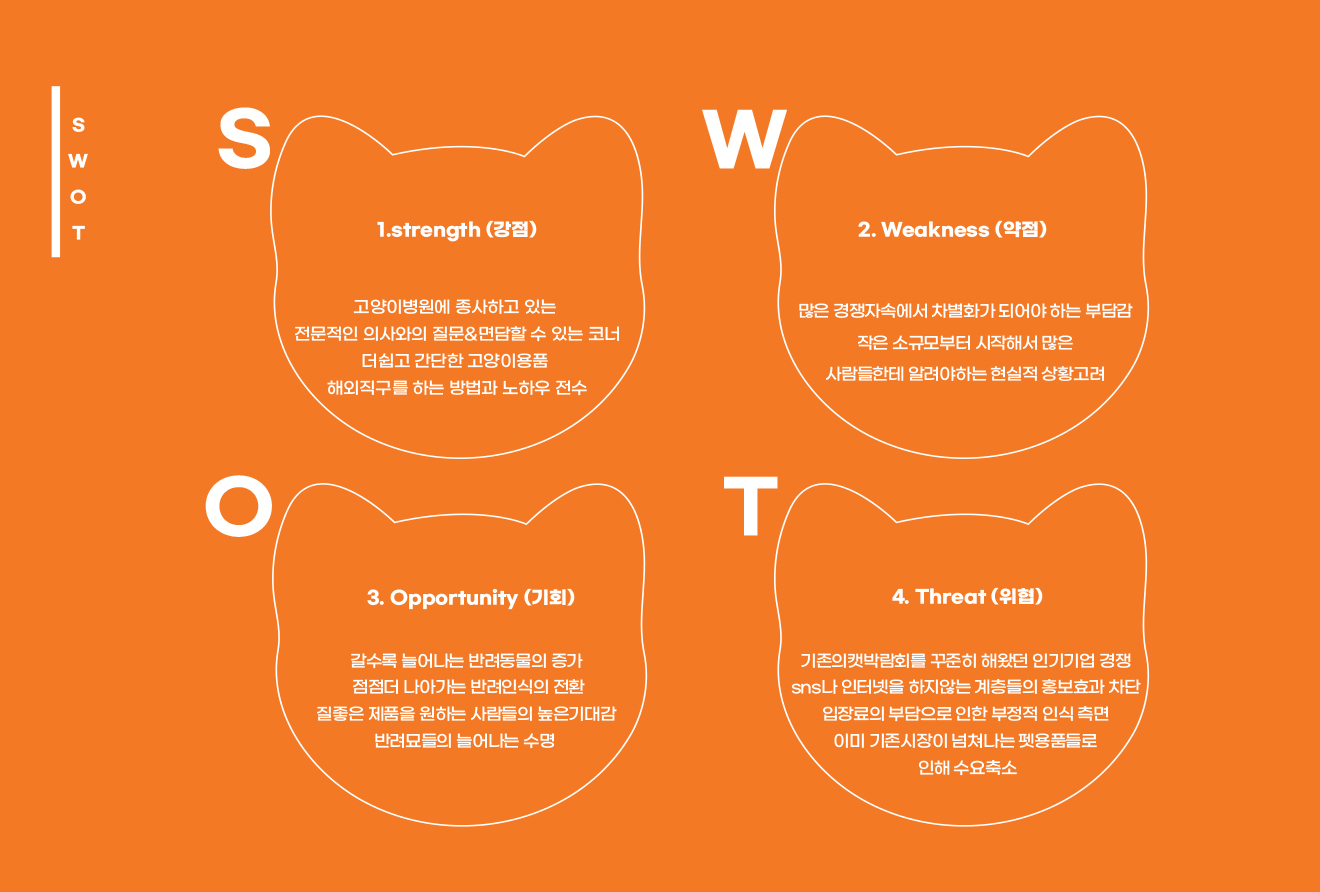 S
W
O
T
S
1.strength (강점)
고양이병원에 종사하고 있는
전문적인 의사와의 질문&면담할 수 있는 코너
더쉽고 간단한 고양이용품
해외직구를 하는 방법과 노하우 전수
W
2. Weakness (약점)
많은 경쟁자속에서 차별화가 되어야 하는 부담감
작은 소규모부터 시작해서 많은
사람들한테 알려야하는 현실적 상황고려
O
3. Opportunity (기회)
갈수록 늘어나는 반려동물의 증가
점점더 나아가는 반려인식의 전환
질좋은 제품을 원하는 사람들의 높은기대감
반려묘들의 늘어나는 수명
T
4. Threat (위협)
기존의캣박람회를 꾸준히 해왔던 인기기업 경쟁
sns나 인터넷을 하지않는 계층들의 홍보효과 차단
입장료의 부담으로 인한 부정적 인식 측면
이미 기존시장이 넘쳐나는 펫용품들로
인해 수요축소